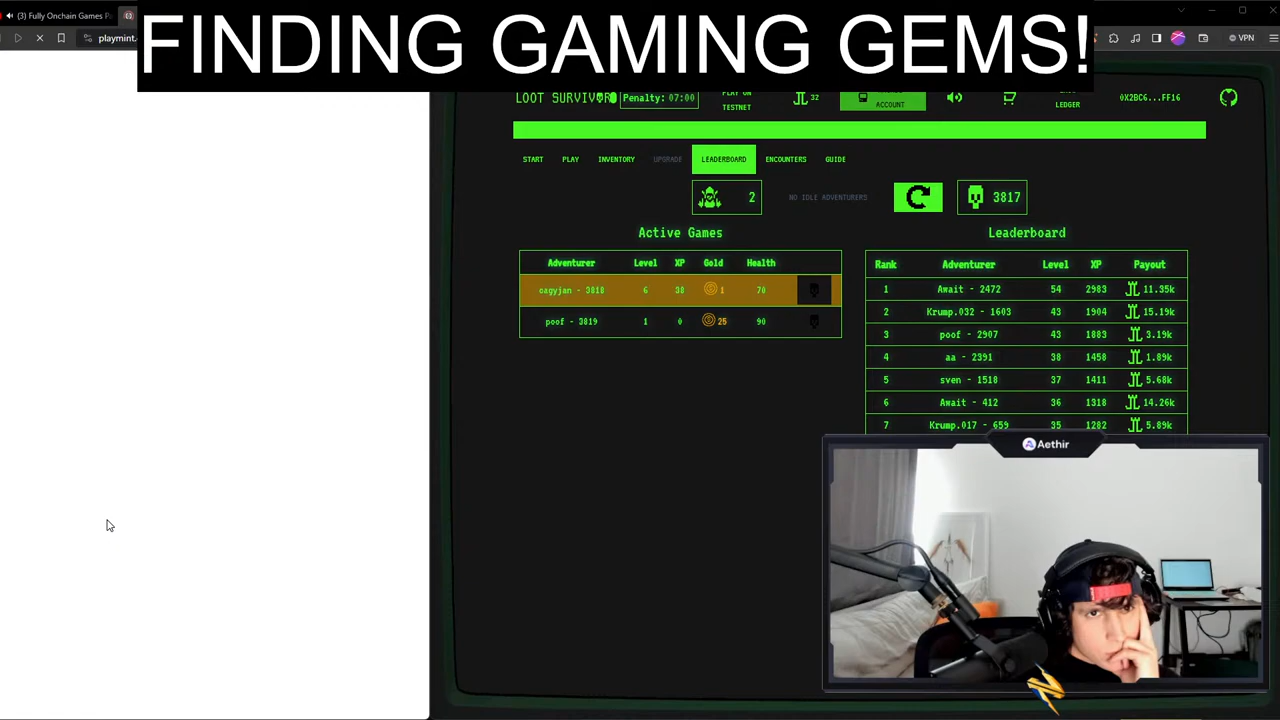 (3) Fully Onchain Games P
FINDING GAMING GEMS!
playmint.
VPN
LOOT SURVIVOR
Penalty: 07:00
PLAY ON
TESTNET
32
ACCOUNT
LEDGER
0X2BC6...FF16
START
PLAY
INVENTORY
UPGRADE
LEADERBOARD
ENCOUNTERS
GUIDE
2
NO IDLE ADVENTURERS
3817
Active Games
Adventurer Level XP Gold Health
cagyjan - 3818 6 38 1 70
poof - 3819 1 0 25 90
Leaderboard
Rank Adventurer Level XP Payout
1 Await - 2472 54 2983 11.35k
2 Krump.032 - 1603 43 1904 15.19k
3 poof - 2907 43 1883 3.19k
4 aa - 2391 38 1458 1.89k
5 sven - 1518 37 1411 5.68k
6 Await - 412 36 1318 14.26k
7 Krump.017 - 659 35 1282 5.89k
Aethir